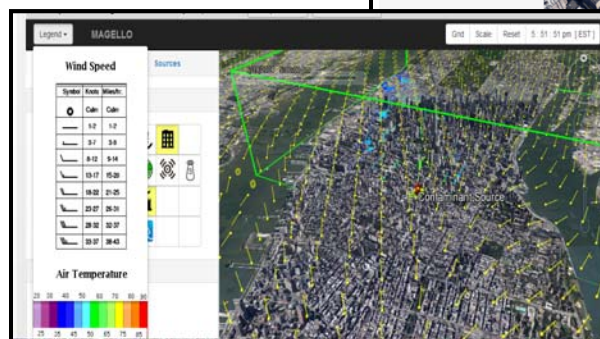 Legend MAGELLO Grid Scale Reset 5 51 51 pm [EST]
Wind Speed
Sources
Symbol Knots Miles/hr.
Calm Calm
1-2 1-2
3-7 3-8
8-12 9-14
13-17 15-20
18-22 21-25
23-27 26-31
28-32 32-37
33-37 38-43
Contaminant Source
Air Temperature
20 30 40 50 60 70 80 90
25 35 45 55 65 75 85